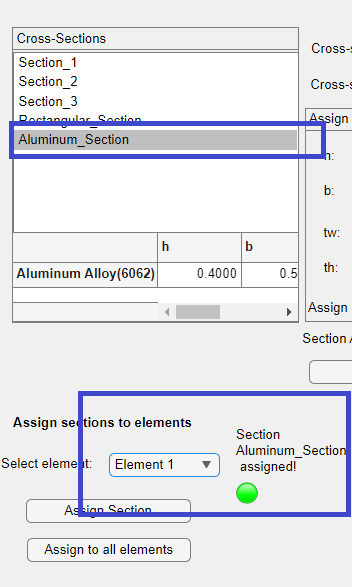 Cross-Sections
Section_1
Section_2
Section_3
Rectangular_Section
Aluminum_Section
h b
Aluminum Alloy(6062) 0.4000 0.5
Cross-s
Cross-s
Assign
h:
b:
tw:
th:
Assign
Section A
Assign sections to elements
Select element: Element 1
Section
Aluminum_Section
assigned!
Assign Section
Assign to all elements